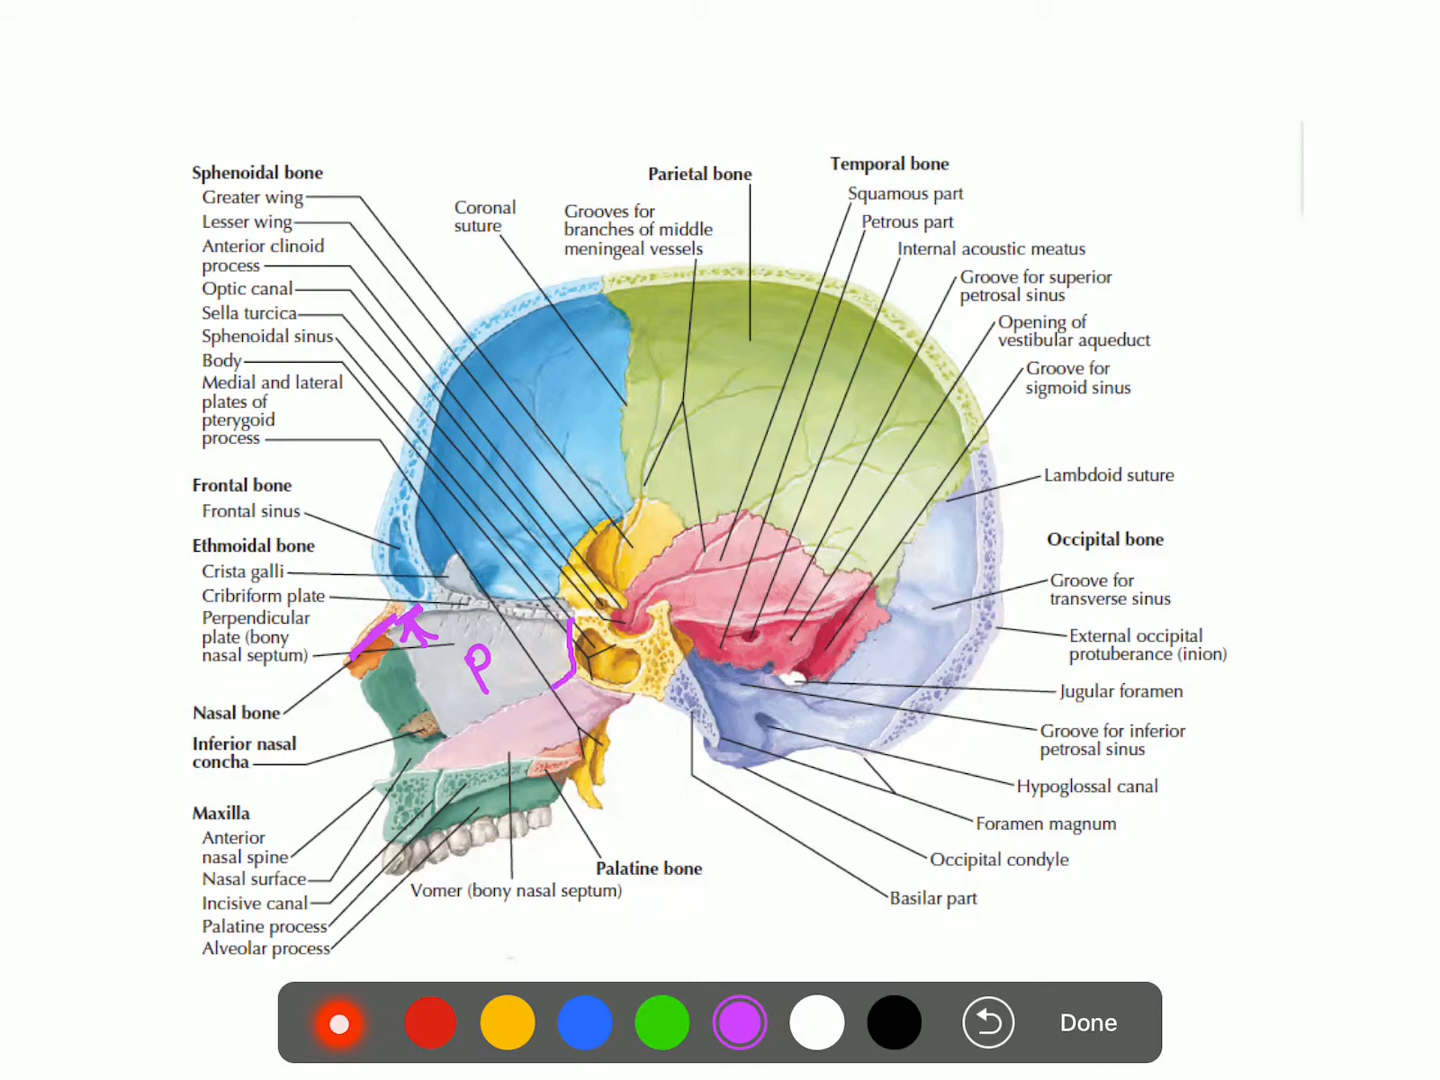 Sphenoidal bone
Greater wing
Lesser wing
Anterior clinoid
process
Optic canal
Sella turcica
Sphenoidal sinus
Body
Medial and lateral
plates of
pterygoid
process
Frontal bone
Frontal sinus
Ethmoidal bone
Crista galli
Cribriform plate
Perpendicular
plate (bony
nasal septum)
Nasal bone
Inferior nasal
concha
Maxilla
Anterior
nasal spine
Nasal surface
Incisive canal
Palatine process
Alveolar process
Coronal
suture
Grooves for
branches of middle
meningeal vessels
Parietal bone
Temporal bone
Squamous part
Petrous part
Internal acoustic meatus
Groove for superior
petrosal sinus
Opening of
vestibular aqueduct
Groove for
sigmoid sinus
Lambdoid suture
Occipital bone
Groove for
transverse sinus
External occipital
protuberance (inion)
Jugular foramen
Groove for inferior
petrosal sinus
Hypoglossal canal
Foramen magnum
Occipital condyle
Basilar part
Palatine bone
Vomer (bony nasal septum)
P
Done